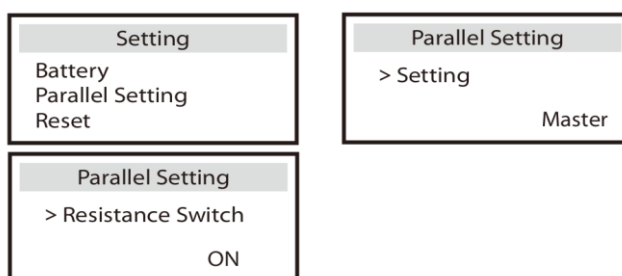 Setting
Battery
Parallel Setting
Reset
Parallel Setting
> Setting
Master
Parallel Setting
> Resistance Switch
ON